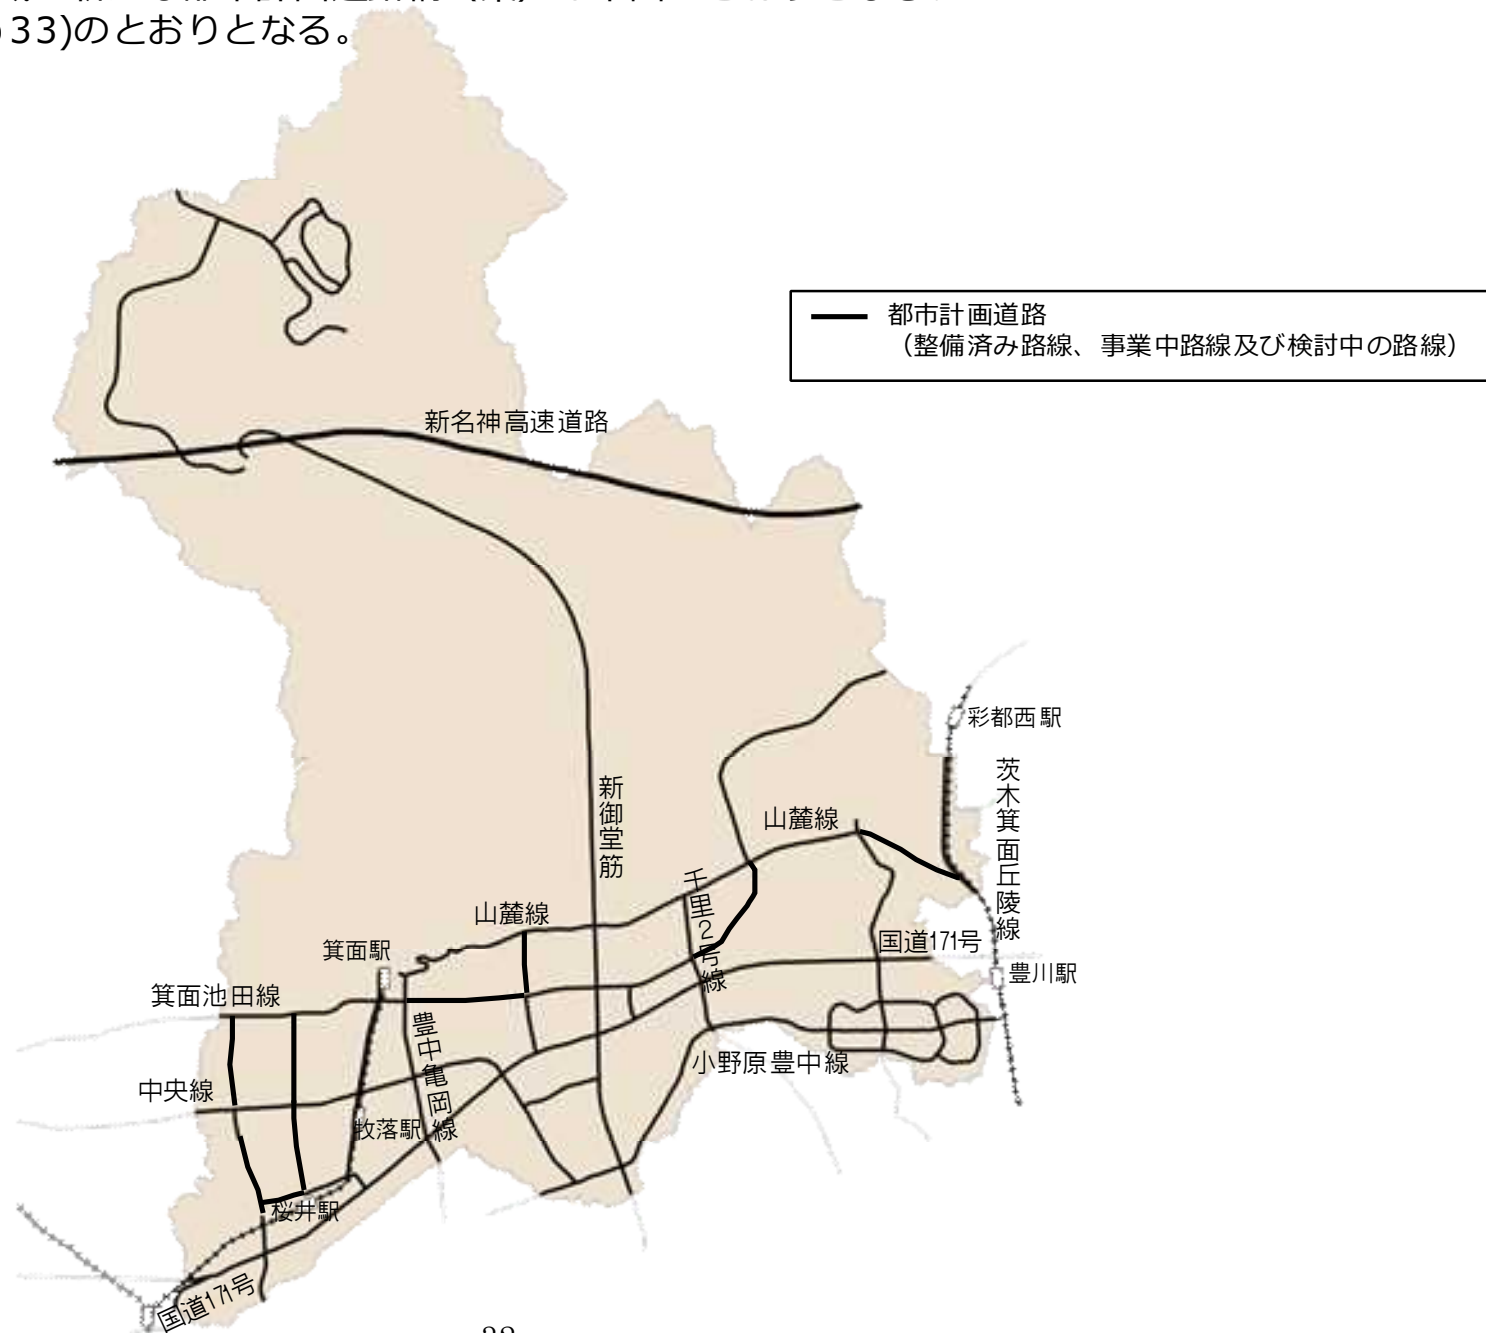 33)のとおりとなる。
都市計画道路
（整備済み路線、事業中路線及び検討中の路線）
新名神高速道路
彩都西駅
茨木箕面丘陵線
新御堂筋
山麓線
千里2号線
山麓線
国道171号
箕面駅
豊川駅
箕面池田線
豊中亀岡線
小野原豊中線
中央線
牧落駅
桜井駅
国道171号